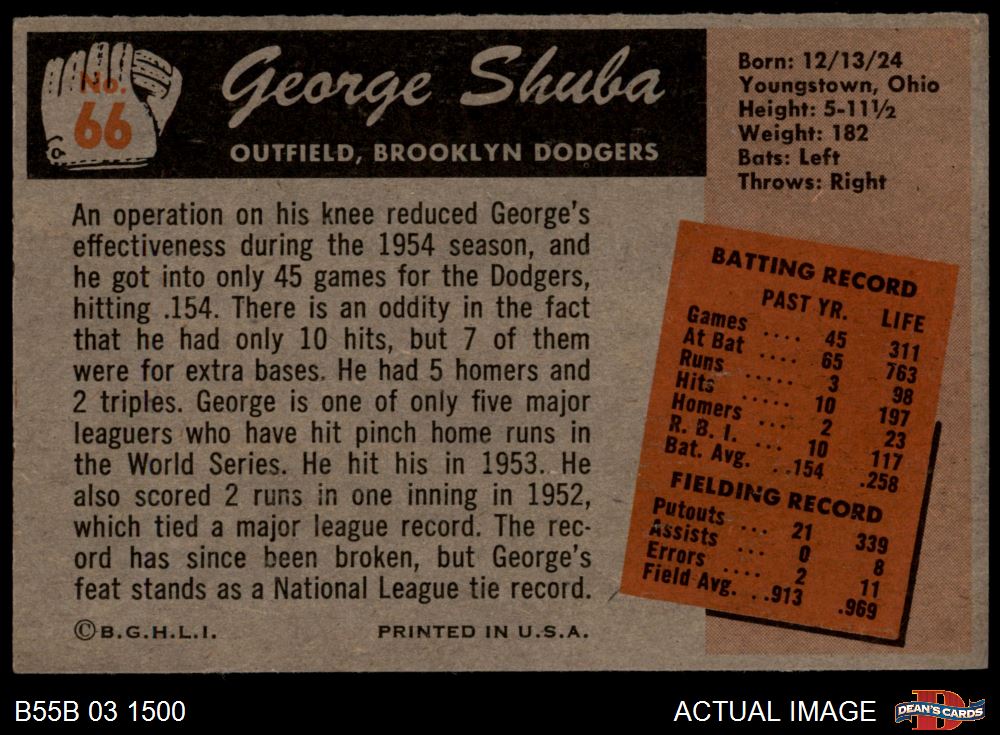 No.
66
George Shuba
OUTFIELD, BROOKLYN DODGERS
Born: 12/13/24
Youngstown, Ohio
Height: 5-11½
Weight: 182
Bats: Left
Throws: Right
An operation on his knee reduced George's
effectiveness during the 1954 season, and
he got into only 45 games for the Dodgers,
hitting .154. There is an oddity in the fact
that he had only 10 hits, but 7 of them
were for extra bases. He had 5 homers and
2 triples. George is one of only five major
leaguers who have hit pinch home runs in
the World Series. He hit his in 1953. He
also scored 2 runs in one inning in 1952,
which tied a major league record. The rec-
ord has since been broken, but George's
feat stands as a National League tie record.
©B.G.H.L.I. PRINTED IN U.S.A.
BATTING RECORD
PAST YR. LIFE
Games .... 45 311
At Bat .... 65 763
Runs ..... 3 98
Hits ..... 10 197
Homers ... 2 23
R. B. I. ... 10 117
Bat. Avg. ..154 .258
FIELDING RECORD
Putouts ... 21 339
Assists ... 0 8
Errors .... 2 11
Field Avg. ..913 .969
B55B 03 1500
ACTUAL IMAGE
D
DEAN'S CARDS